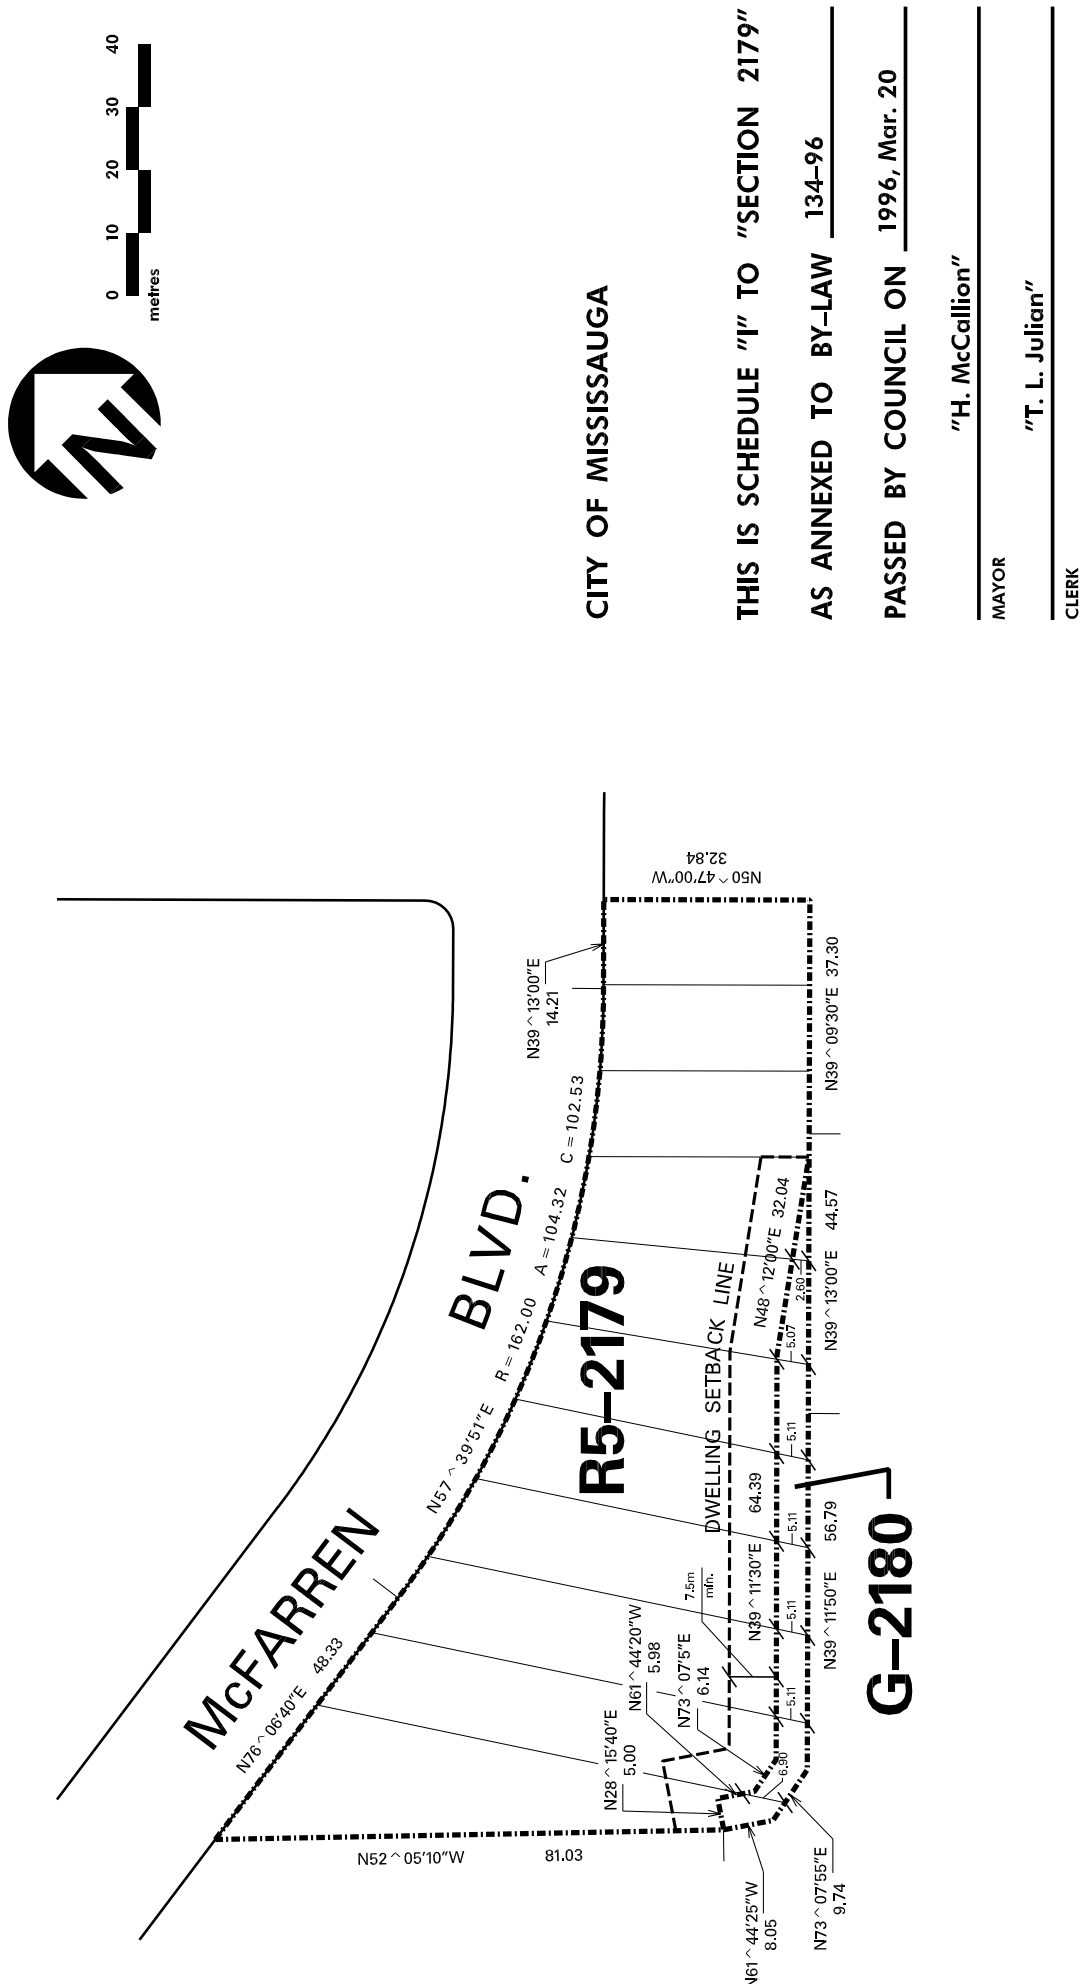 0 10 20 30 40
metres
N
CITY OF MISSISSAUGA
THIS IS SCHEDULE "I" TO "SECTION 2179"
AS ANNEXED TO BY-LAW 134-96
PASSED BY COUNCIL ON 1996, Mar. 20
"H. McCallion"
MAYOR
"T. L. Julian"
CLERK
McFARREN BLVD.
N76^06'40"E 48.33
N57^39'51"E R = 162.00 A = 104.32 C = 102.53
N39^13'00"E
14.21
N50^47'00"W
32.84
R5-2179
DWELLING SETBACK LINE
N48^12'00"E 32.04
2.60
5.07
5.11
5.11
5.11
5.11
6.90
N39^11'30"E 64.39
7.5m
min.
N61^44'20"W
5.98
N73^07'5"E
6.14
N28^15'40"E
5.00
N52^05'10"W 81.03
N61^44'25"W
8.05
N73^07'55"E
9.74
N39^11'50"E 56.79
N39^13'00"E 44.57
N39^09'30"E 37.30
G-2180